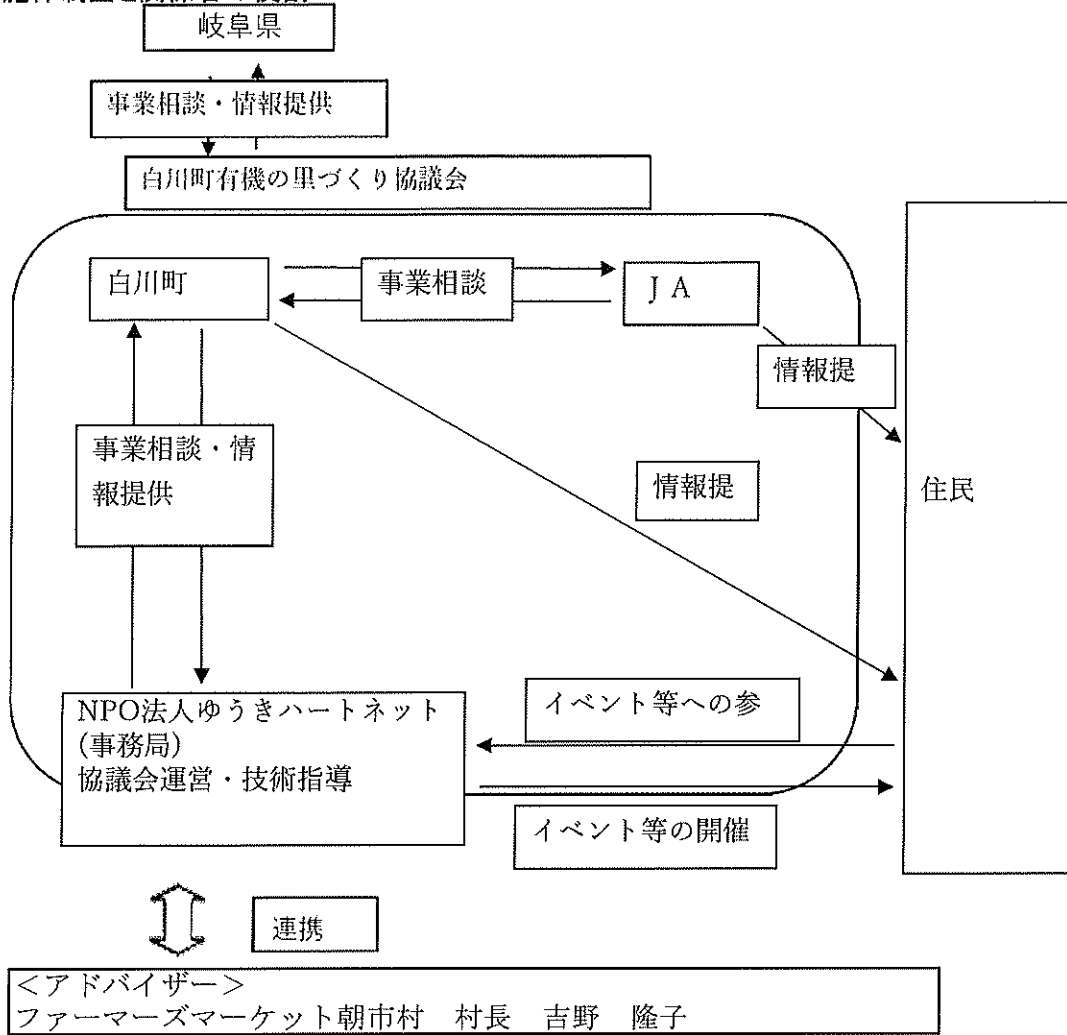 岐阜県
事業相談・情報提供
白川町有機の里づくり協議会
白川町
事業相談
JA
情報提
事業相談・情
報提供
情報提
住民
イベント等への参
NPO法人ゆうきハートネット
(事務局)
協議会運営・技術指導
イベント等の開催
連携
<アドバイザー>
ファーマーズマーケット朝市村 村長 吉野 隆子